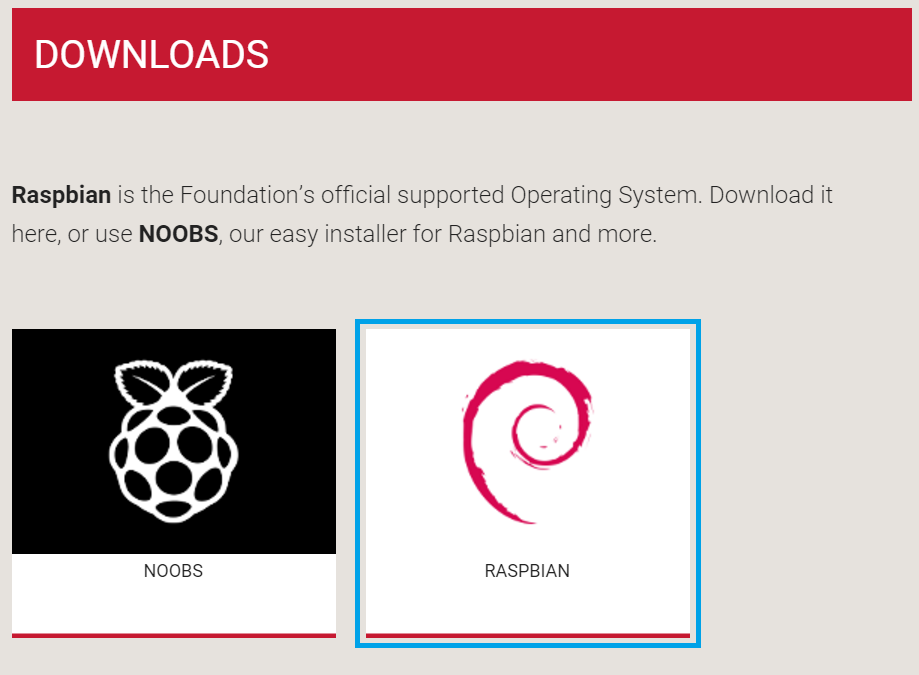 DOWNLOADS
Raspbian is the Foundation’s official supported Operating System. Download it
here, or use NOOBS, our easy installer for Raspbian and more.
NOOBS
RASPBIAN